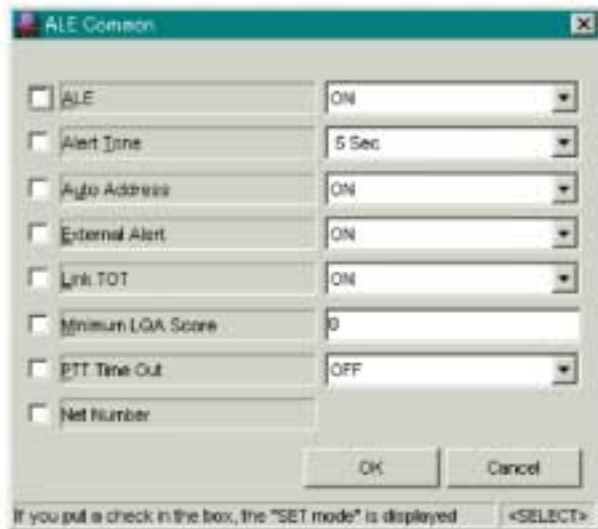 ALE Common
ALE ON
Alert Tone 5 Sec
Auto Address ON
External Alert ON
Link TOT ON
Minimum LQA Score 0
PTT Time Out OFF
Net Number
OK Cancel
If you put a check in the box, the "SET mode" is displayed <SELECT>